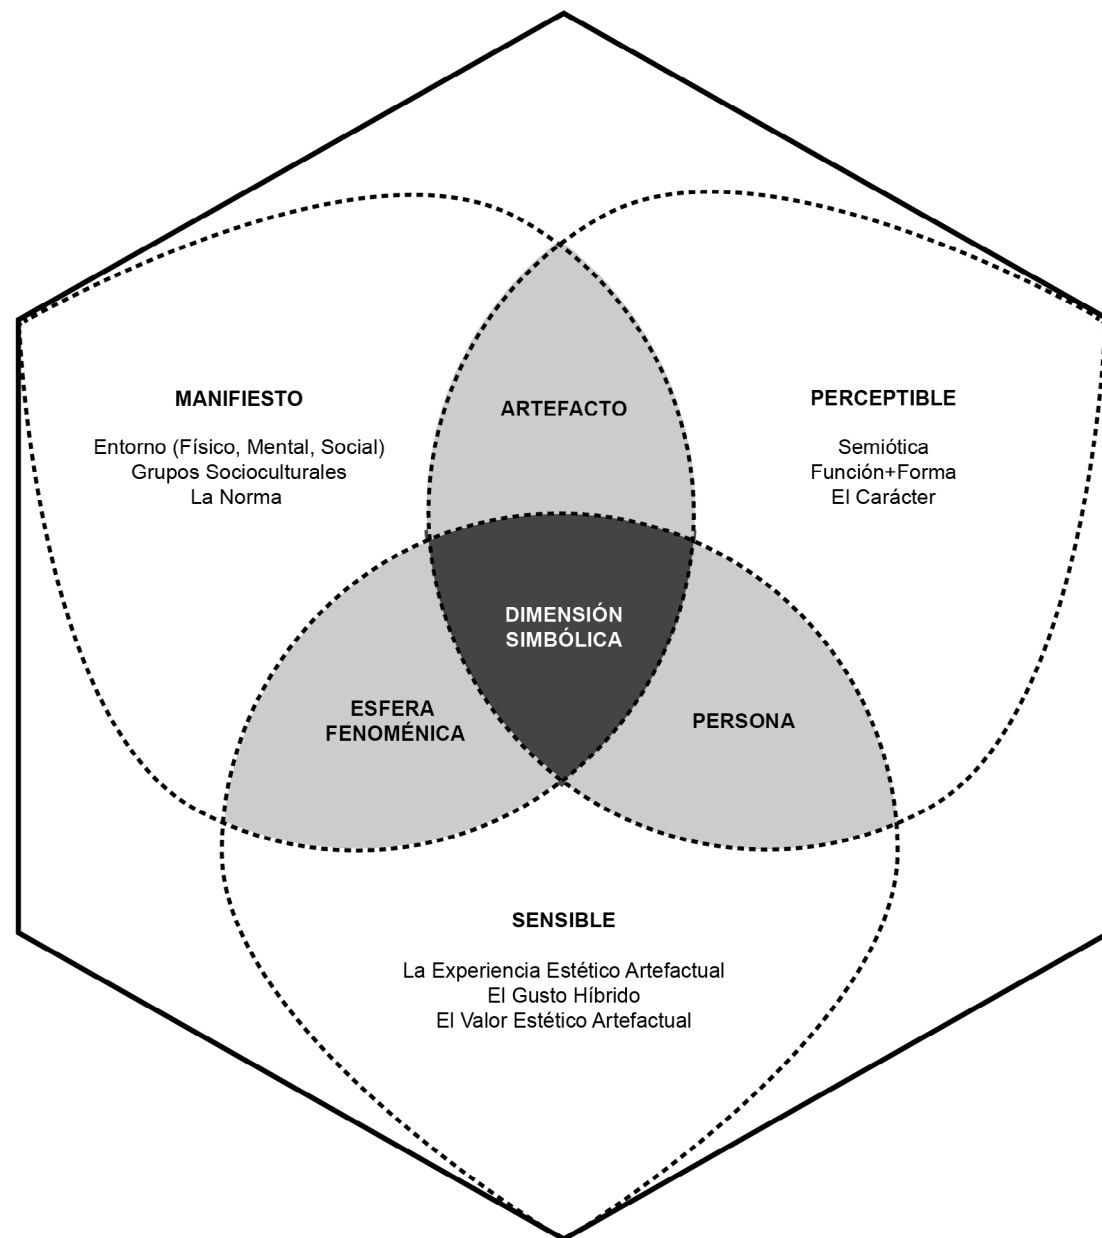 MANIFIESTO
Entorno (Físico, Mental, Social)
Grupos Socioculturales
La Norma
ARTEFACTO
PERCEPTIBLE
Semiótica
Función+Forma
El Carácter
DIMENSIÓN
SIMBÓLICA
ESFERA
FENOMÉNICA
PERSONA
SENSIBLE
La Experiencia Estético Artefactual
El Gusto Híbrido
El Valor Estético Artefactual